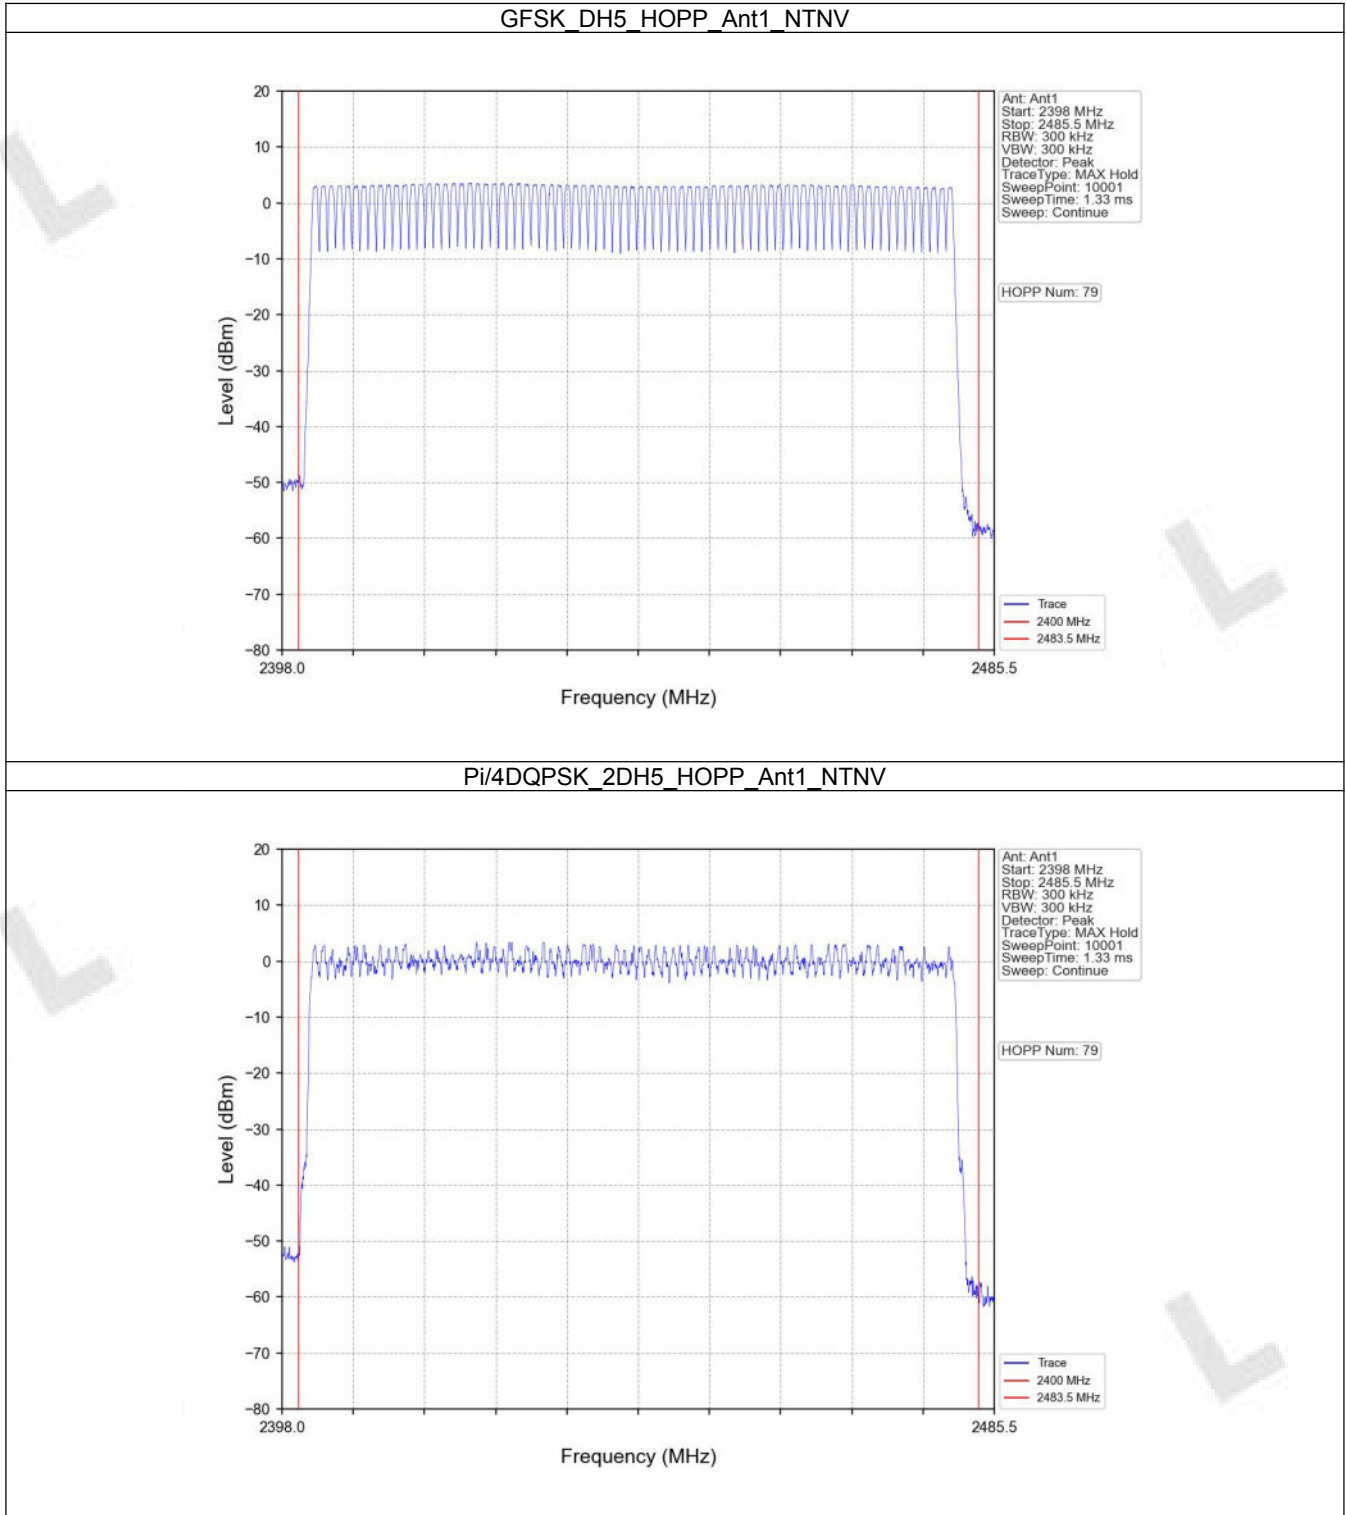 GFSK_DH5_HOPP_Ant1_NTNV
20
10
0
−10
−20
−30
−40
−50
−60
−70
−80
Level (dBm)
2398.0
2485.5
Frequency (MHz)
Ant: Ant1
Start: 2398 MHz
Stop: 2485.5 MHz
RBW: 300 kHz
VBW: 300 kHz
Detector: Peak
TraceType: MAX Hold
SweepPoint: 10001
SweepTime: 1.33 ms
Sweep: Continue
HOPP Num: 79
Trace
2400 MHz
2483.5 MHz
Pi/4DQPSK_2DH5_HOPP_Ant1_NTNV
20
10
0
−10
−20
−30
−40
−50
−60
−70
−80
Level (dBm)
2398.0
2485.5
Frequency (MHz)
Ant: Ant1
Start: 2398 MHz
Stop: 2485.5 MHz
RBW: 300 kHz
VBW: 300 kHz
Detector: Peak
TraceType: MAX Hold
SweepPoint: 10001
SweepTime: 1.33 ms
Sweep: Continue
HOPP Num: 79
Trace
2400 MHz
2483.5 MHz